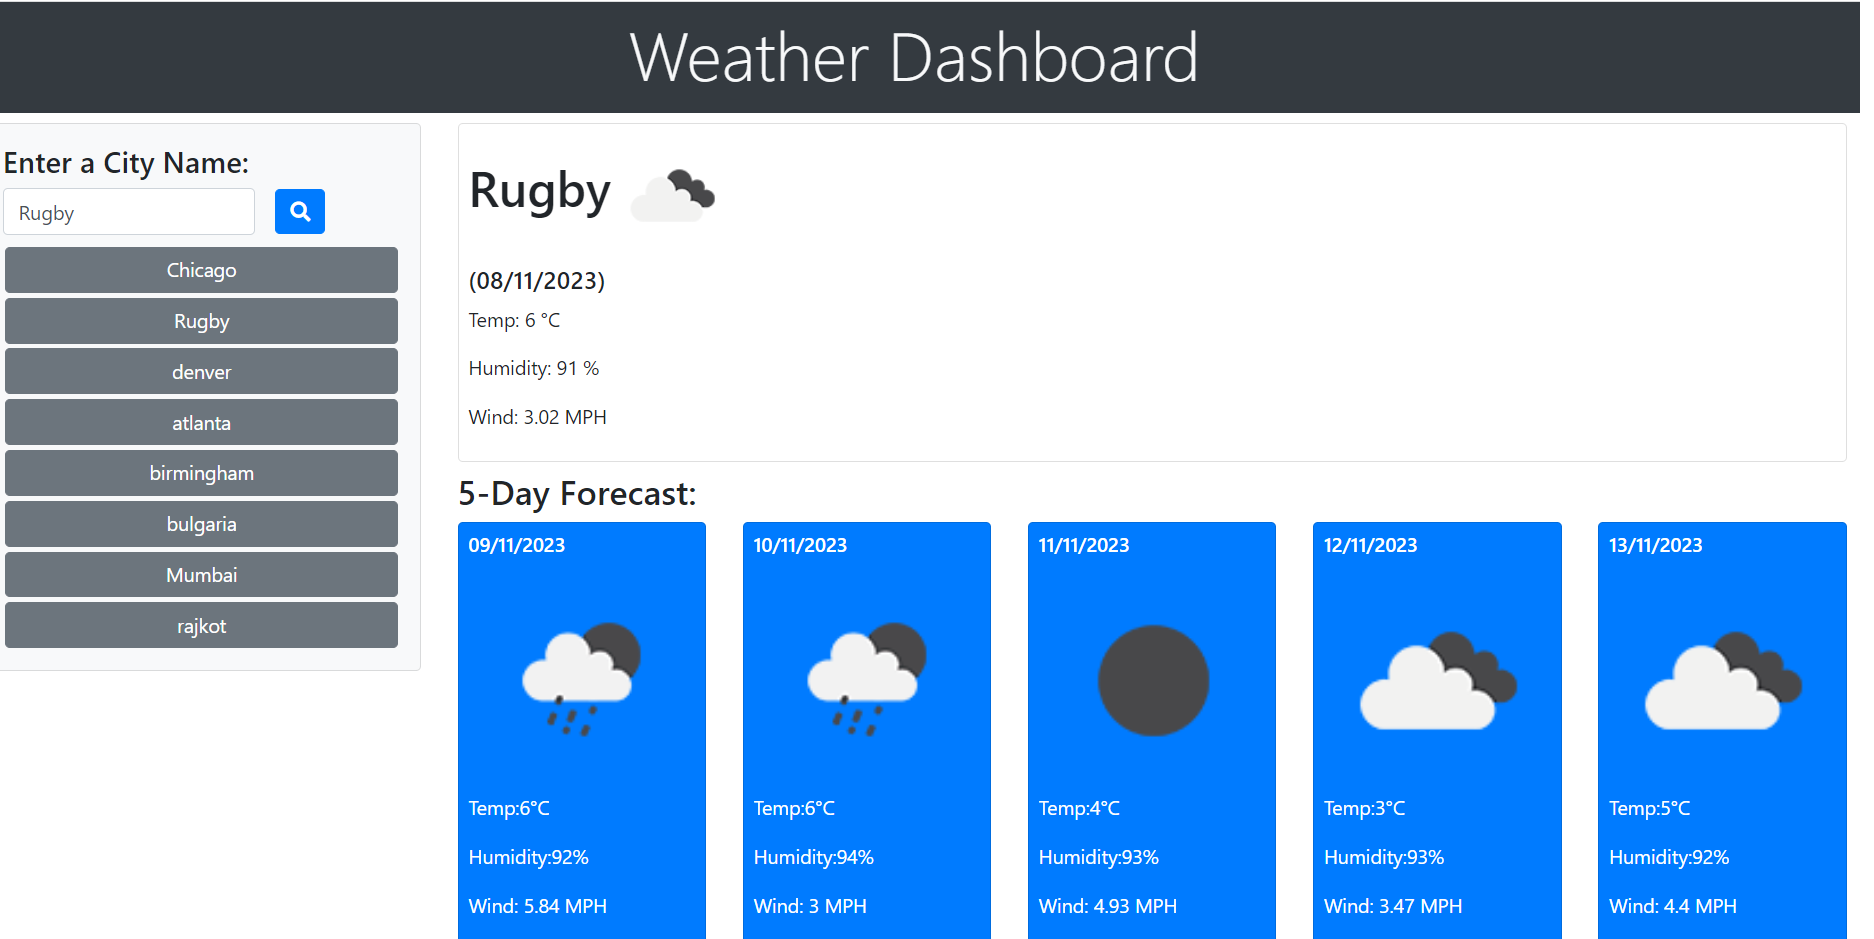 Weather Dashboard
Enter a City Name:
Rugby
Chicago
Rugby
denver
atlanta
birmingham
bulgaria
Mumbai
rajkot
Rugby
(08/11/2023)
Temp: 6 °C
Humidity: 91 %
Wind: 3.02 MPH
5-Day Forecast:
09/11/2023
Temp:6°C
Humidity:92%
Wind: 5.84 MPH
10/11/2023
Temp:6°C
Humidity:94%
Wind: 3 MPH
11/11/2023
Temp:4°C
Humidity:93%
Wind: 4.93 MPH
12/11/2023
Temp:3°C
Humidity:93%
Wind: 3.47 MPH
13/11/2023
Temp:5°C
Humidity:92%
Wind: 4.4 MPH